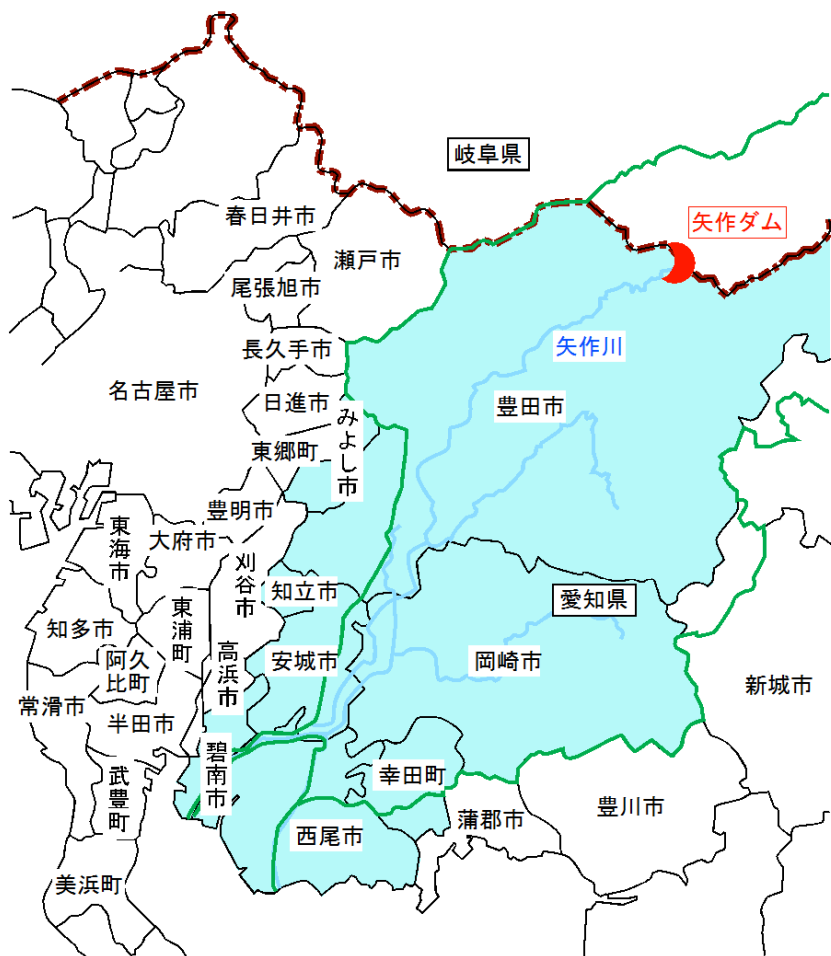 岐阜県
矢作ダム
春日井市
瀬戸市
尾張旭市
長久手市
矢作川
名古屋市
日進市
豊田市
みよし市
東郷町
豊明市
東海市
大府市
刈谷市
知立市
愛知県
知多市
東浦町
阿久
比町
高浜市
安城市
岡崎市
新城市
常滑市
半田市
碧南市
武豊町
幸田町
豊川市
蒲郡市
西尾市
美浜町